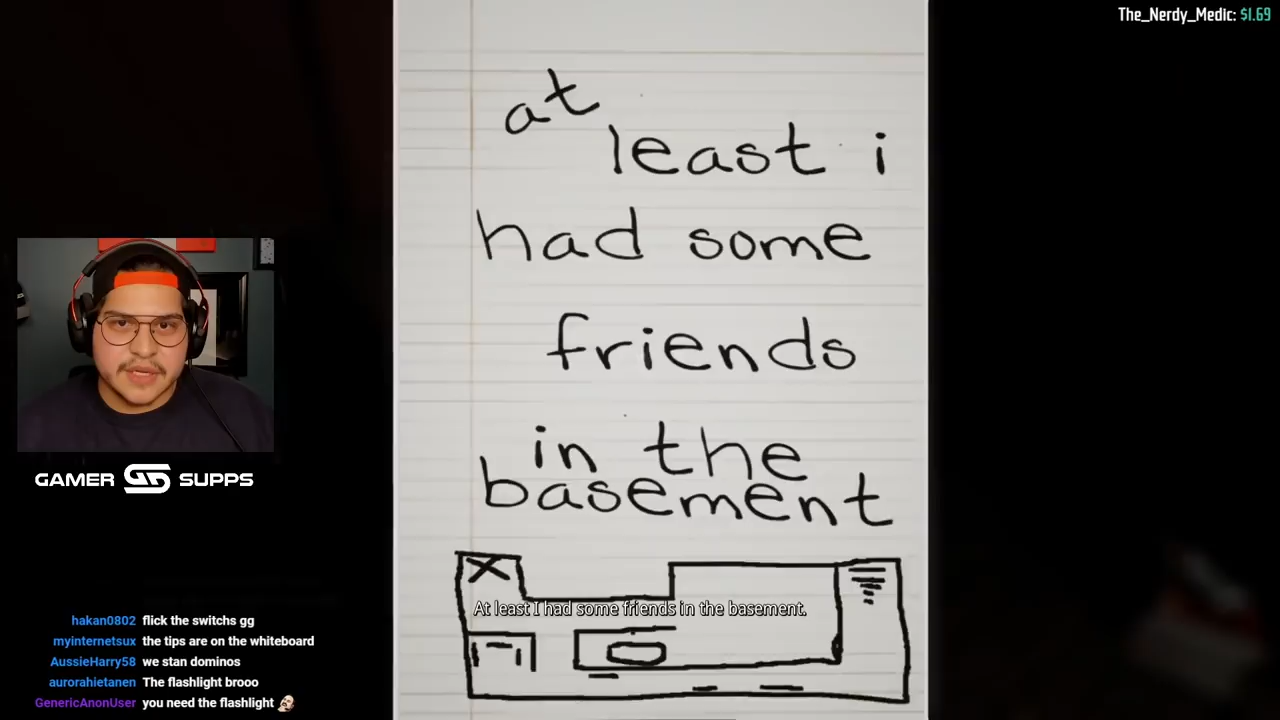 The_Nerdy_Medic: $1.69
at
least i
had some
friends
in the
basement
At least I had some friends in the basement.
GAMER GS SUPPS
hakan0802 flick the switchs gg
myinternetsux the tips are on the whiteboard
AussieHarry58 we stan dominos
aurorahietanen The flashlight brooo
GenericAnonUser you need the flashlight